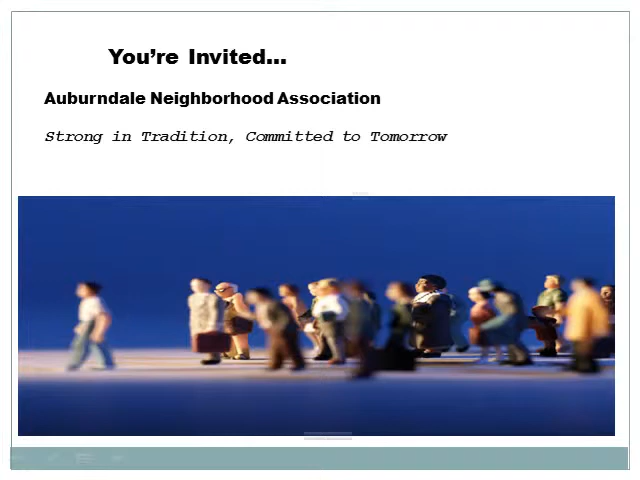 You’re Invited…
Auburndale Neighborhood Association
Strong in Tradition, Committed to Tomorrow